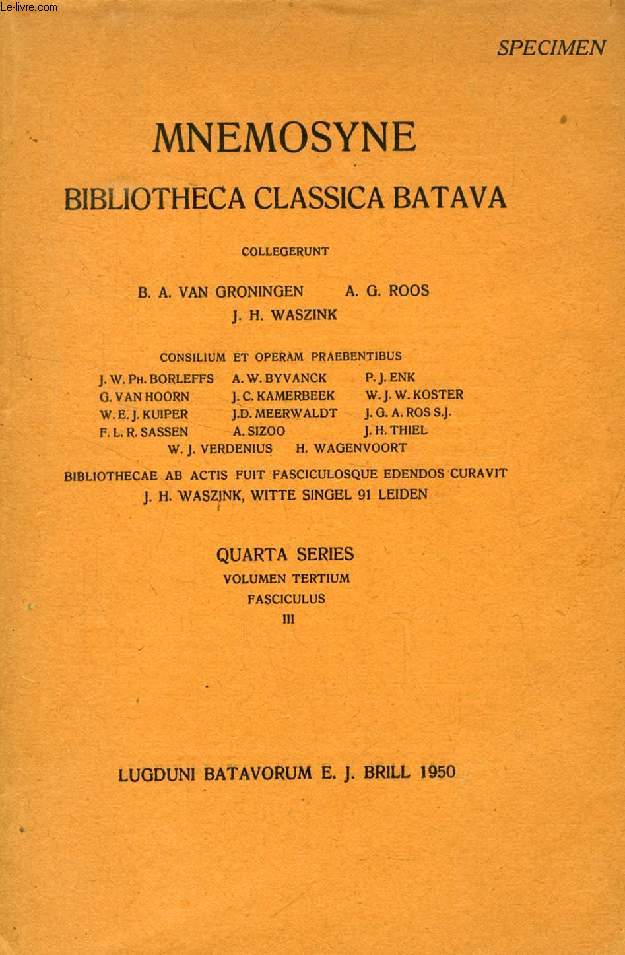 Le-livre.com
SPECIMEN
MNEMOSYNE
BIBLIOTHECA CLASSICA BATAVA
COLLEGERUNT
B. A. VAN GRONINGEN A. G. ROOS
J. H. WASZINK
CONSILIUM ET OPERAM PRAEBENTIBUS
J. W. PH. BORLEFFS A. W. BYVANCK P. J. ENK
G. VAN HOORN J. C. KAMERBEEK W. J. W. KOSTER
W. E. J. KUIPER J.D. MEERWALDT J. G. A. ROS S.J.
F. L. R. SASSEN A. SIZOO J. H. THIEL
W. J. VERDENIUS H. WAGENVOORT
BIBLIOTHECAE AB ACTIS FUIT FASCICULOSQUE EDENDOS CURAVIT
J. H. WASZINK, WITTE SINGEL 91 LEIDEN
QUARTA SERIES
VOLUMEN TERTIUM
FASCICULUS
III
LUGDUNI BATAVORUM E. J. BRILL 1950